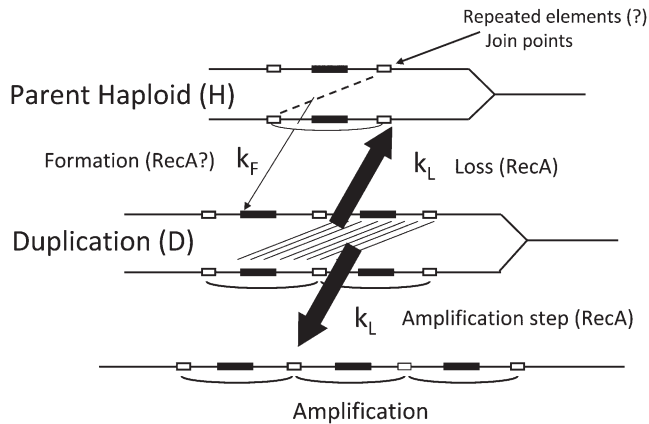 Repeated elements (?)
Join points
Parent Haploid (H)
Formation (RecA?)
kF
kL
Loss (RecA)
Duplication (D)
kL
Amplification step (RecA)
Amplification